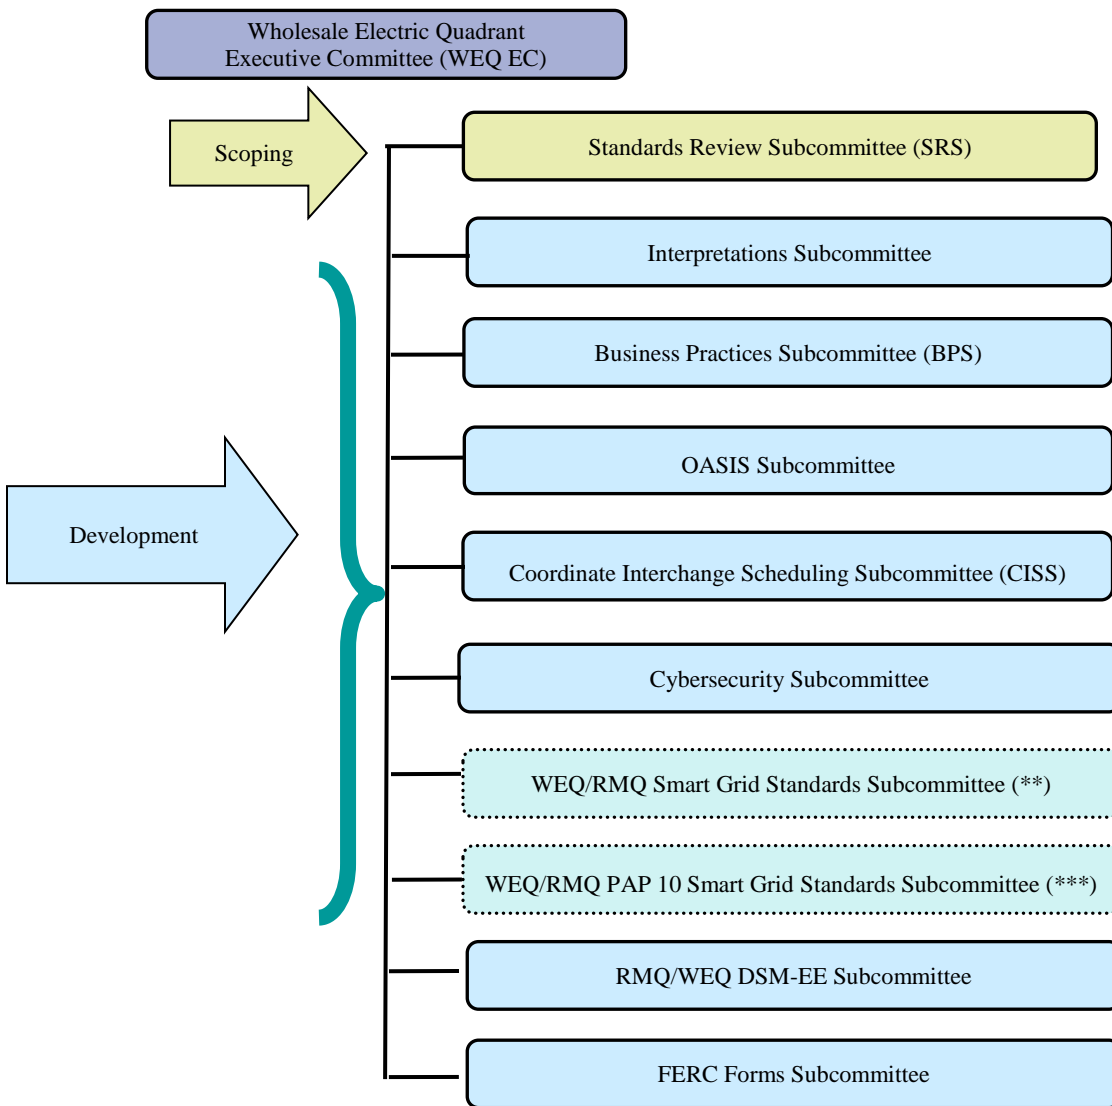 Wholesale Electric Quadrant
Executive Committee (WEQ EC)
Scoping
Standards Review Subcommittee (SRS)
Interpretations Subcommittee
Business Practices Subcommittee (BPS)
OASIS Subcommittee
Development
Coordinate Interchange Scheduling Subcommittee (CISS)
Cybersecurity Subcommittee
WEQ/RMQ Smart Grid Standards Subcommittee (**)
WEQ/RMQ PAP 10 Smart Grid Standards Subcommittee (***)
RMQ/WEQ DSM-EE Subcommittee
FERC Forms Subcommittee